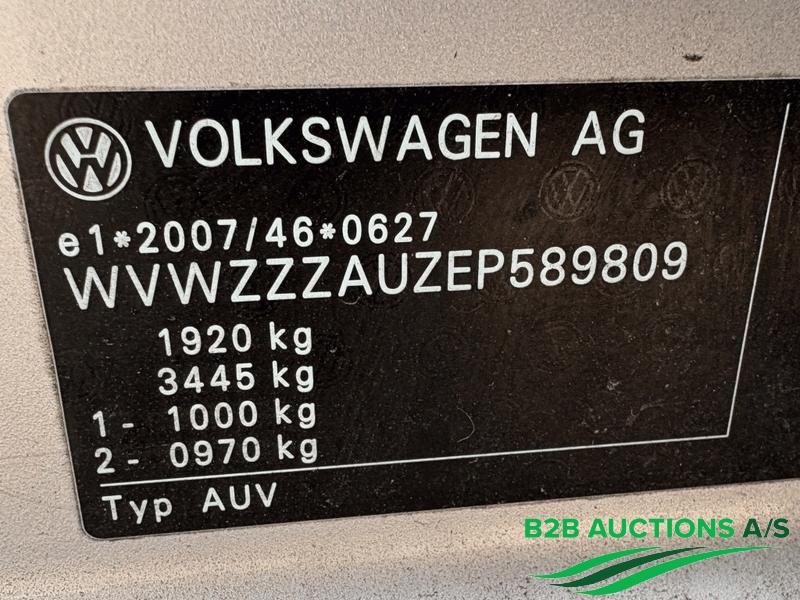 VOLKSWAGEN AG
e1*2007/46*0627
WVWZZZAUZEP589809
1920 kg
3445 kg
1- 1000 kg
2- 0970 kg
Typ AUV
B2B AUCTIONS A/S